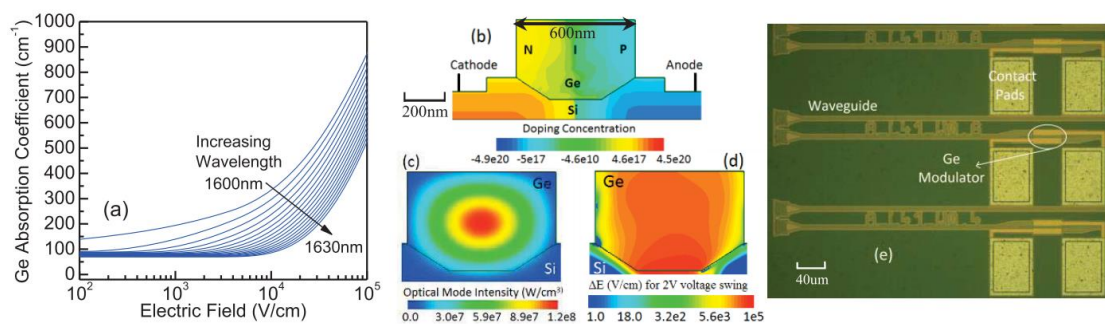 1000
900
800
700
600
500
400
300
200
100
0
Ge Absorption Coefficient (cm⁻¹)
Increasing
Wavelength
1600nm
1630nm
(a)
10² 10³ 10⁴ 10⁵
Electric Field (V/cm)
(b)
600nm
N I P
Cathode Anode
Ge
200nm
Si
Doping Concentration
-4.9e20 -5e17 -4.6e10 4.6e17 4.5e20
(c)
Ge
Si
Optical Mode Intensity (W/cm³)
0.0 3.0e7 5.9e7 8.9e7 1.2e8
(d)
Ge
Si
ΔE (V/cm) for 2V voltage swing
1.0 18.0 3.2e2 5.6e3 1e5
Contact
Pads
Waveguide
Ge
Modulator
(e)
40um